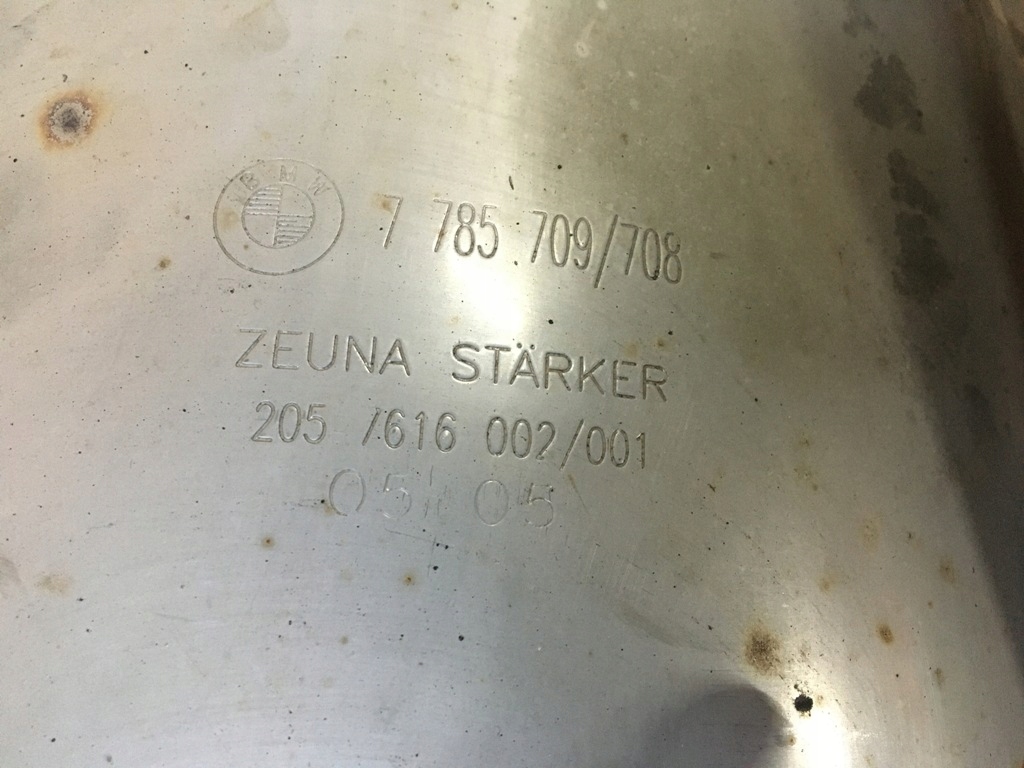 BMW 7 785 709/708
ZEUNA STÄRKER
205 /616 002/001
05 05